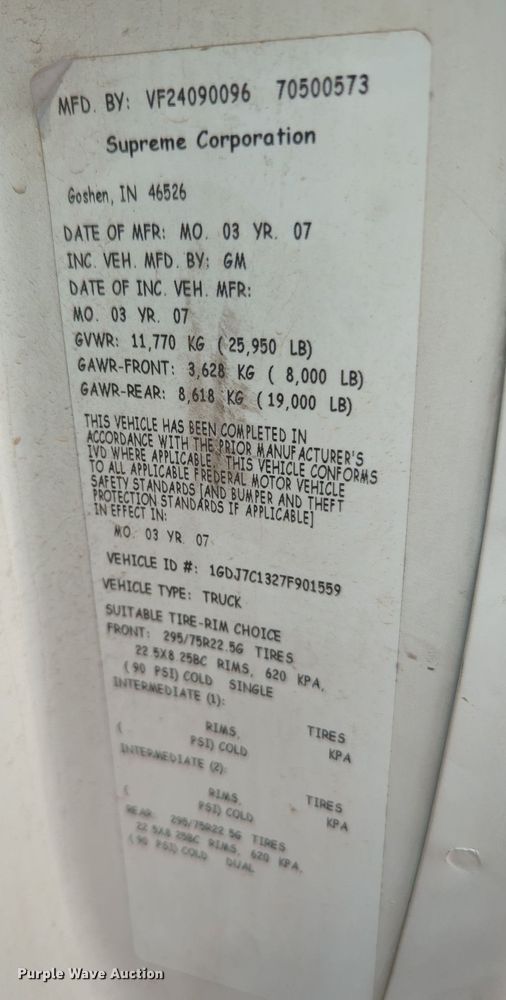 MFD. BY: VF24090096 70500573
Supreme Corporation
Goshen, IN 46526
DATE OF MFR: MO. 03 YR. 07
INC. VEH. MFD. BY: GM
DATE OF INC. VEH. MFR:
MO. 03 YR. 07
GVWR: 11,770 KG ( 25,950 LB)
GAWR-FRONT: 3,628 KG ( 8,000 LB)
GAWR-REAR: 8,618 KG ( 19,000 LB)
THIS VEHICLE HAS BEEN COMPLETED IN
ACCORDANCE WITH THE PRIOR MANUFACTURER'S
IVD WHERE APPLICABLE. THIS VEHICLE CONFORMS
TO ALL APPLICABLE FREDERAL MOTOR VEHICLE
SAFETY STANDARDS [AND BUMPER AND THEFT
PROTECTION STANDARDS IF APPLICABLE]
IN EFFECT IN:
MO. 03 YR. 07
VEHICLE ID #: 1GDJ7C1327F901559
VEHICLE TYPE: TRUCK
SUITABLE TIRE-RIM CHOICE
FRONT: 295/75R22.5G TIRES
22.5X8.25BC RIMS, 620 KPA,
( 90 PSI) COLD SINGLE
INTERMEDIATE (1):
RIMS, TIRES
( PSI) COLD KPA
INTERMEDIATE (2):
RIMS, TIRES
( PSI) COLD KPA
REAR: 295/75R22.5G TIRES
22.5X8.25BC RIMS, 620 KPA,
( 90 PSI) COLD DUAL
Purple Wave Auction